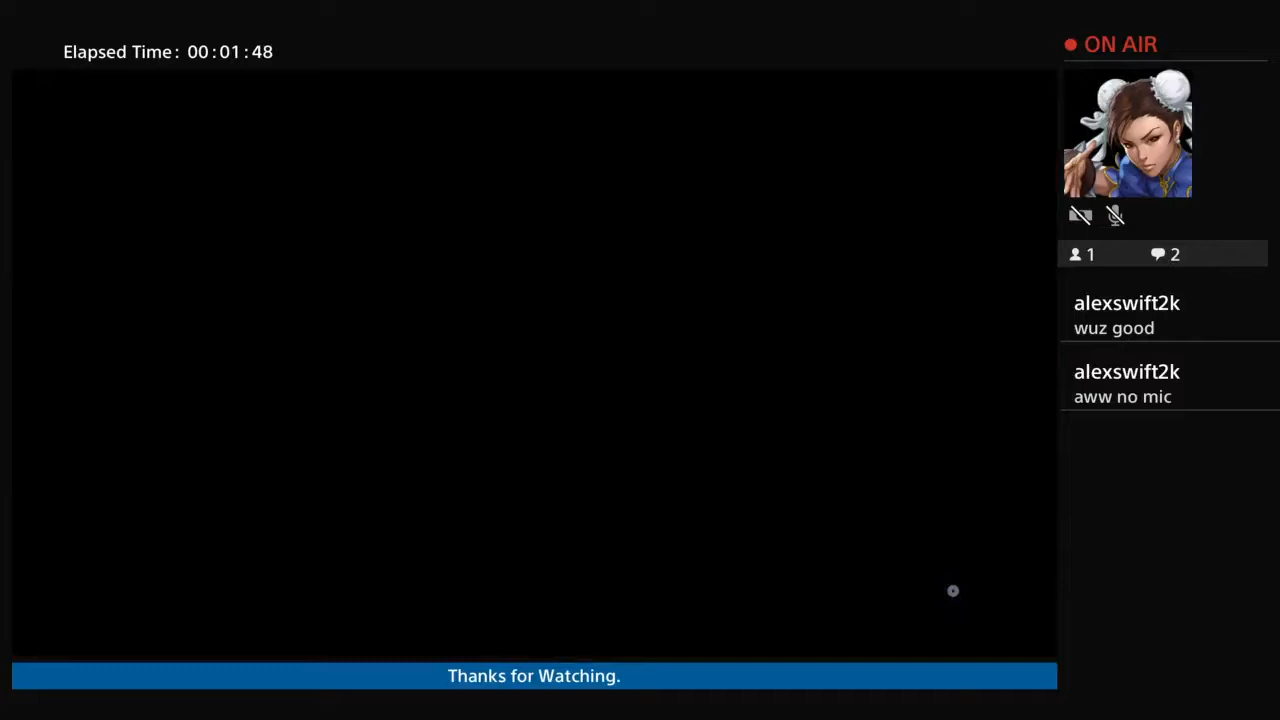 Elapsed Time: 00:01:48
ON AIR
1 2
alexswift2k
wuz good
alexswift2k
aww no mic
Thanks for Watching.